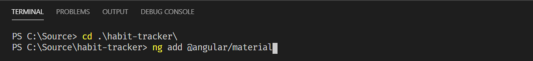 TERMINAL PROBLEMS OUTPUT DEBUG CONSOLE
PS C:\Source> cd .\habit-tracker\
PS C:\Source\habit-tracker> ng add @angular/material